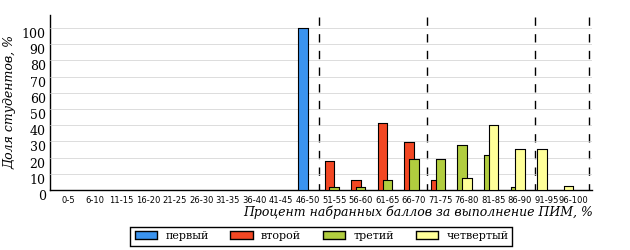 Доля студентов, %
100
90
80
70
60
50
40
30
20
10
0
0-5 6-10 11-15 16-20 21-25 26-30 31-35 36-40 41-45 46-50 51-55 56-60 61-65 66-70 71-75 76-80 81-85 86-90 91-95 96-100
Процент набранных баллов за выполнение ПИМ, %
первый второй третий четвертый